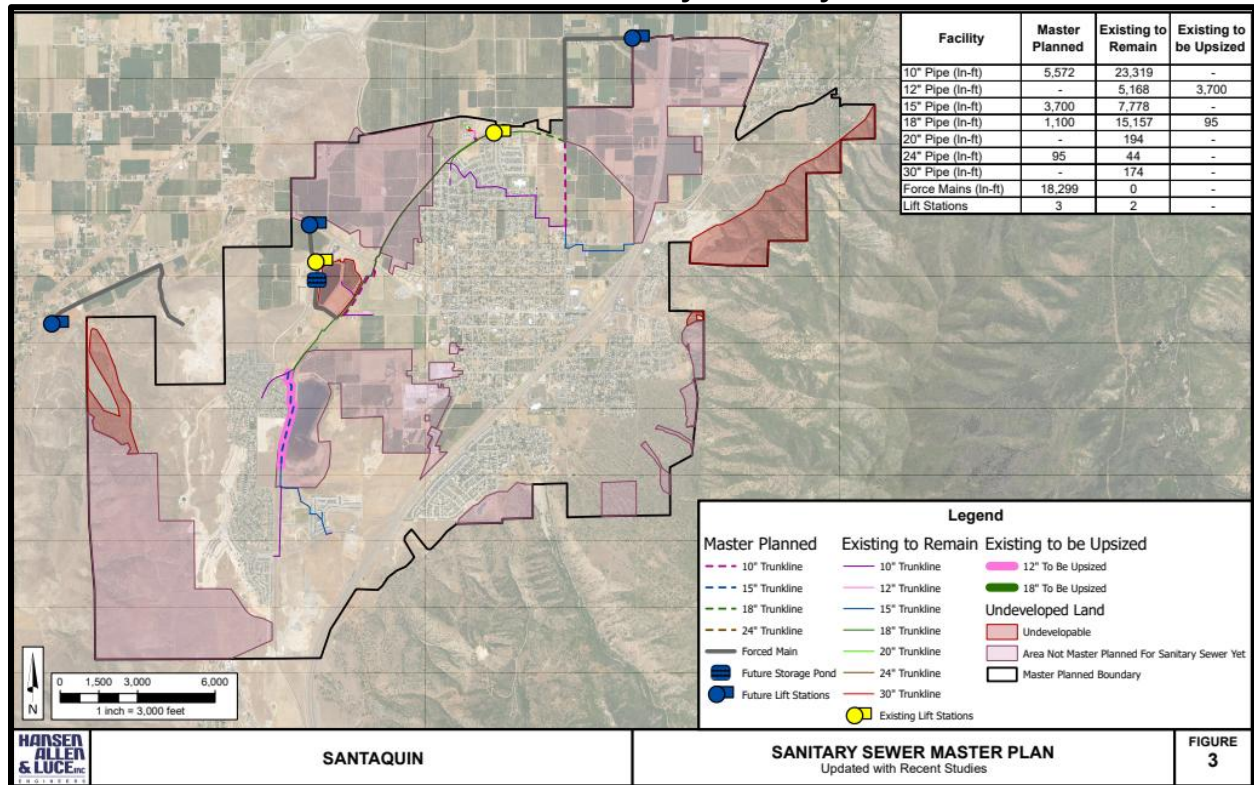 Facility Master Planned Existing to Remain Existing to be Upsized
10" Pipe (ln-ft) 5,572 23,319 -
12" Pipe (ln-ft) - 5,168 3,700
15" Pipe (ln-ft) 3,700 7,778 -
18" Pipe (ln-ft) 1,100 15,157 95
20" Pipe (ln-ft) - 194 -
24" Pipe (ln-ft) 95 44 -
30" Pipe (ln-ft) - 174 -
Force Mains (ln-ft) 18,299 0 -
Lift Stations 3 2 -
Legend
Master Planned
10" Trunkline
15" Trunkline
18" Trunkline
24" Trunkline
Forced Main
Future Storage Pond
Future Lift Stations
Existing to Remain
10" Trunkline
12" Trunkline
15" Trunkline
18" Trunkline
20" Trunkline
24" Trunkline
30" Trunkline
Existing Lift Stations
Existing to be Upsized
12" To Be Upsized
18" To Be Upsized
Undeveloped Land
Undevelopable
Area Not Master Planned For Sanitary Sewer Yet
Master Planned Boundary
N
0 1,500 3,000 6,000
1 inch = 3,000 feet
HANSEN
ALLEN
& LUCE INC
ENGINEERS
SANTAQUIN
SANITARY SEWER MASTER PLAN
Updated with Recent Studies
FIGURE
3